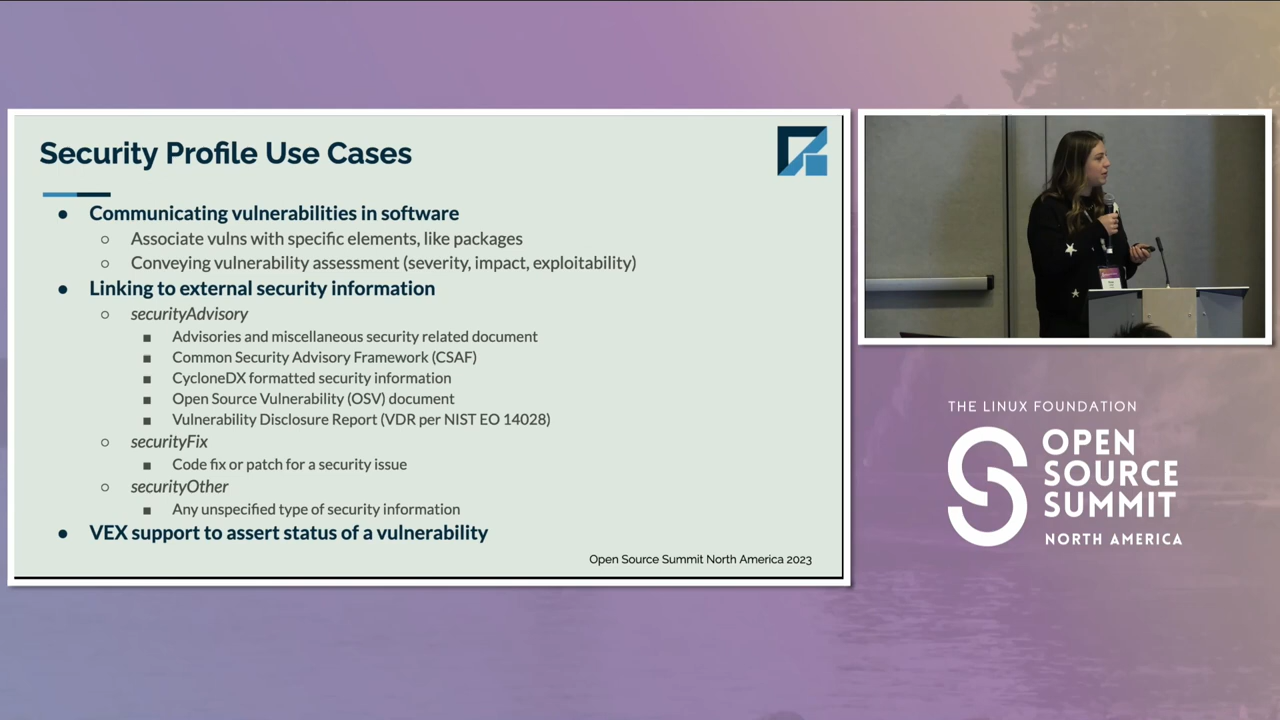 Security Profile Use Cases
● Communicating vulnerabilities in software
○ Associate vulns with specific elements, like packages
○ Conveying vulnerability assessment (severity, impact, exploitability)
● Linking to external security information
○ securityAdvisory
■ Advisories and miscellaneous security related document
■ Common Security Advisory Framework (CSAF)
■ CycloneDX formatted security information
■ Open Source Vulnerability (OSV) document
■ Vulnerability Disclosure Report (VDR per NIST EO 14028)
○ securityFix
■ Code fix or patch for a security issue
○ securityOther
■ Any unspecified type of security information
● VEX support to assert status of a vulnerability
Open Source Summit North America 2023
THE LINUX FOUNDATION
OPEN
SOURCE
SUMMIT
NORTH AMERICA